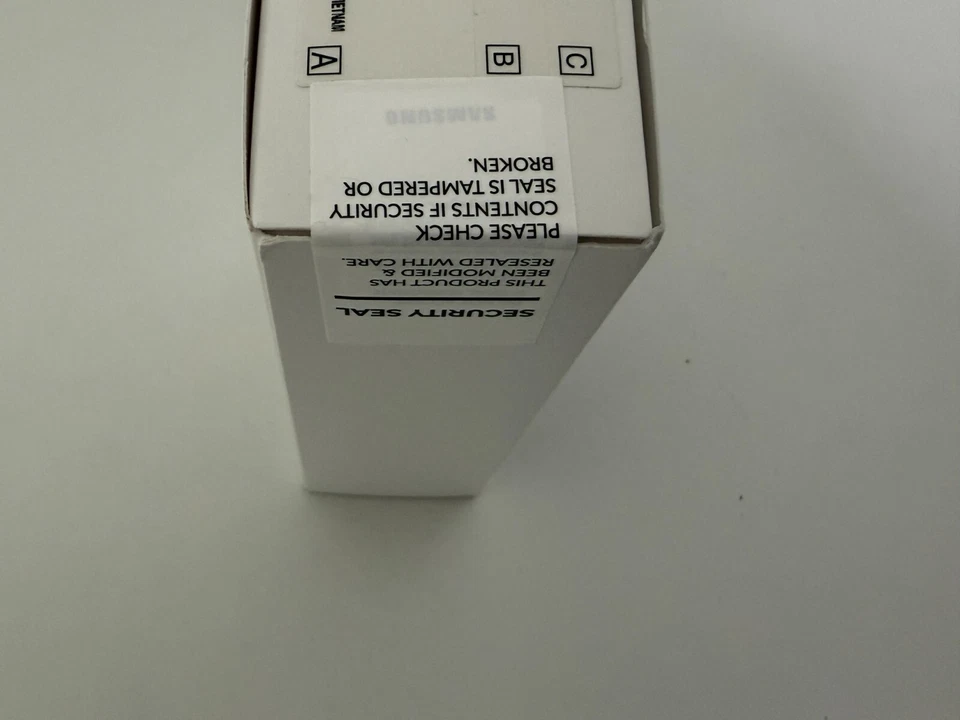 SECURITY SEAL
THIS PRODUCT HAS
BEEN MODIFIED &
RESEALED WITH CARE.
PLEASE CHECK
CONTENTS IF SECURITY
SEAL IS TAMPERED OR
BROKEN.
SAMSUNG
C B A
VIETNAM